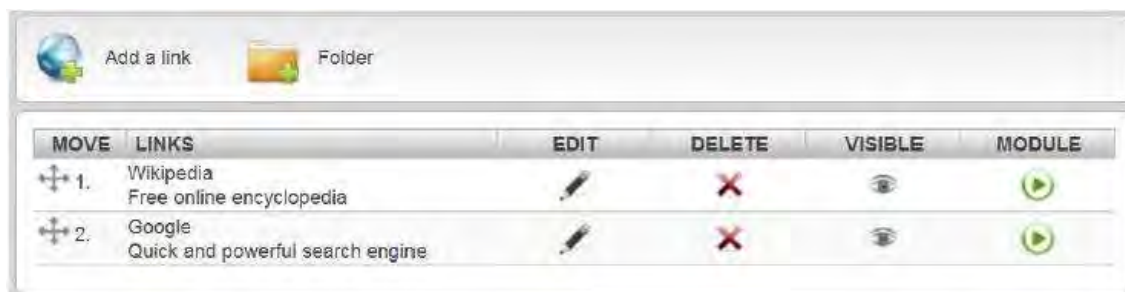 Add a link Folder
MOVE LINKS EDIT DELETE VISIBLE MODULE
1. Wikipedia
Free online encyclopedia
2. Google
Quick and powerful search engine